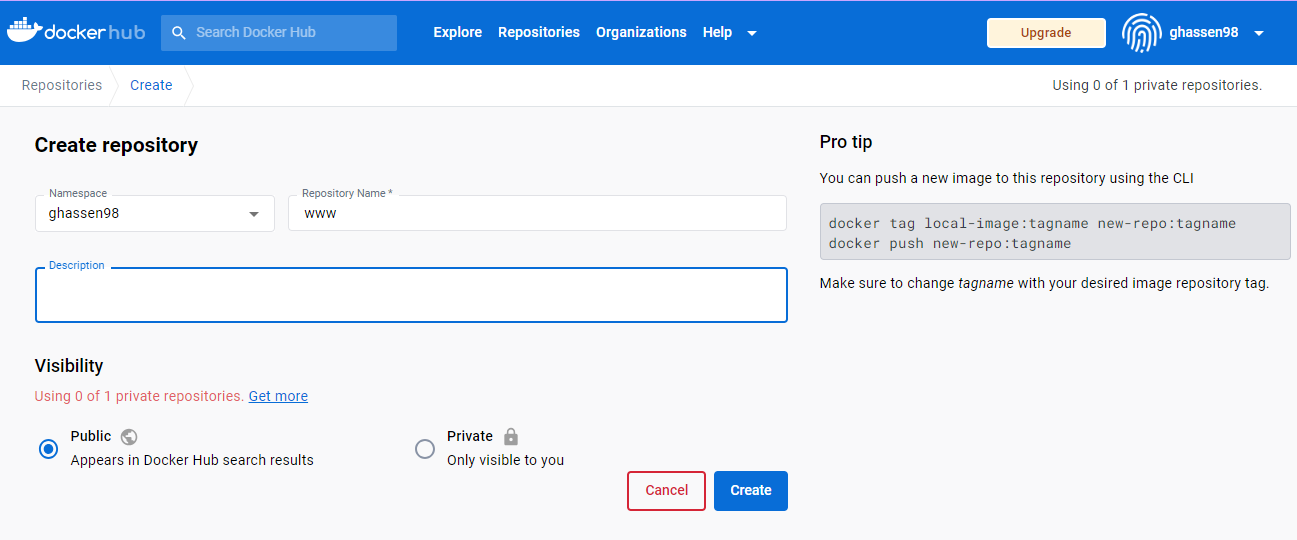 docker hub
Search Docker Hub
Explore Repositories Organizations Help
Upgrade
ghassen98
Repositories
Create
Using 0 of 1 private repositories.
Create repository
Namespace
ghassen98
Repository Name *
www
Description
Visibility
Using 0 of 1 private repositories. Get more
Public
Appears in Docker Hub search results
Private
Only visible to you
Cancel
Create
Pro tip
You can push a new image to this repository using the CLI
docker tag local-image:tagname new-repo:tagname
docker push new-repo:tagname
Make sure to change tagname with your desired image repository tag.